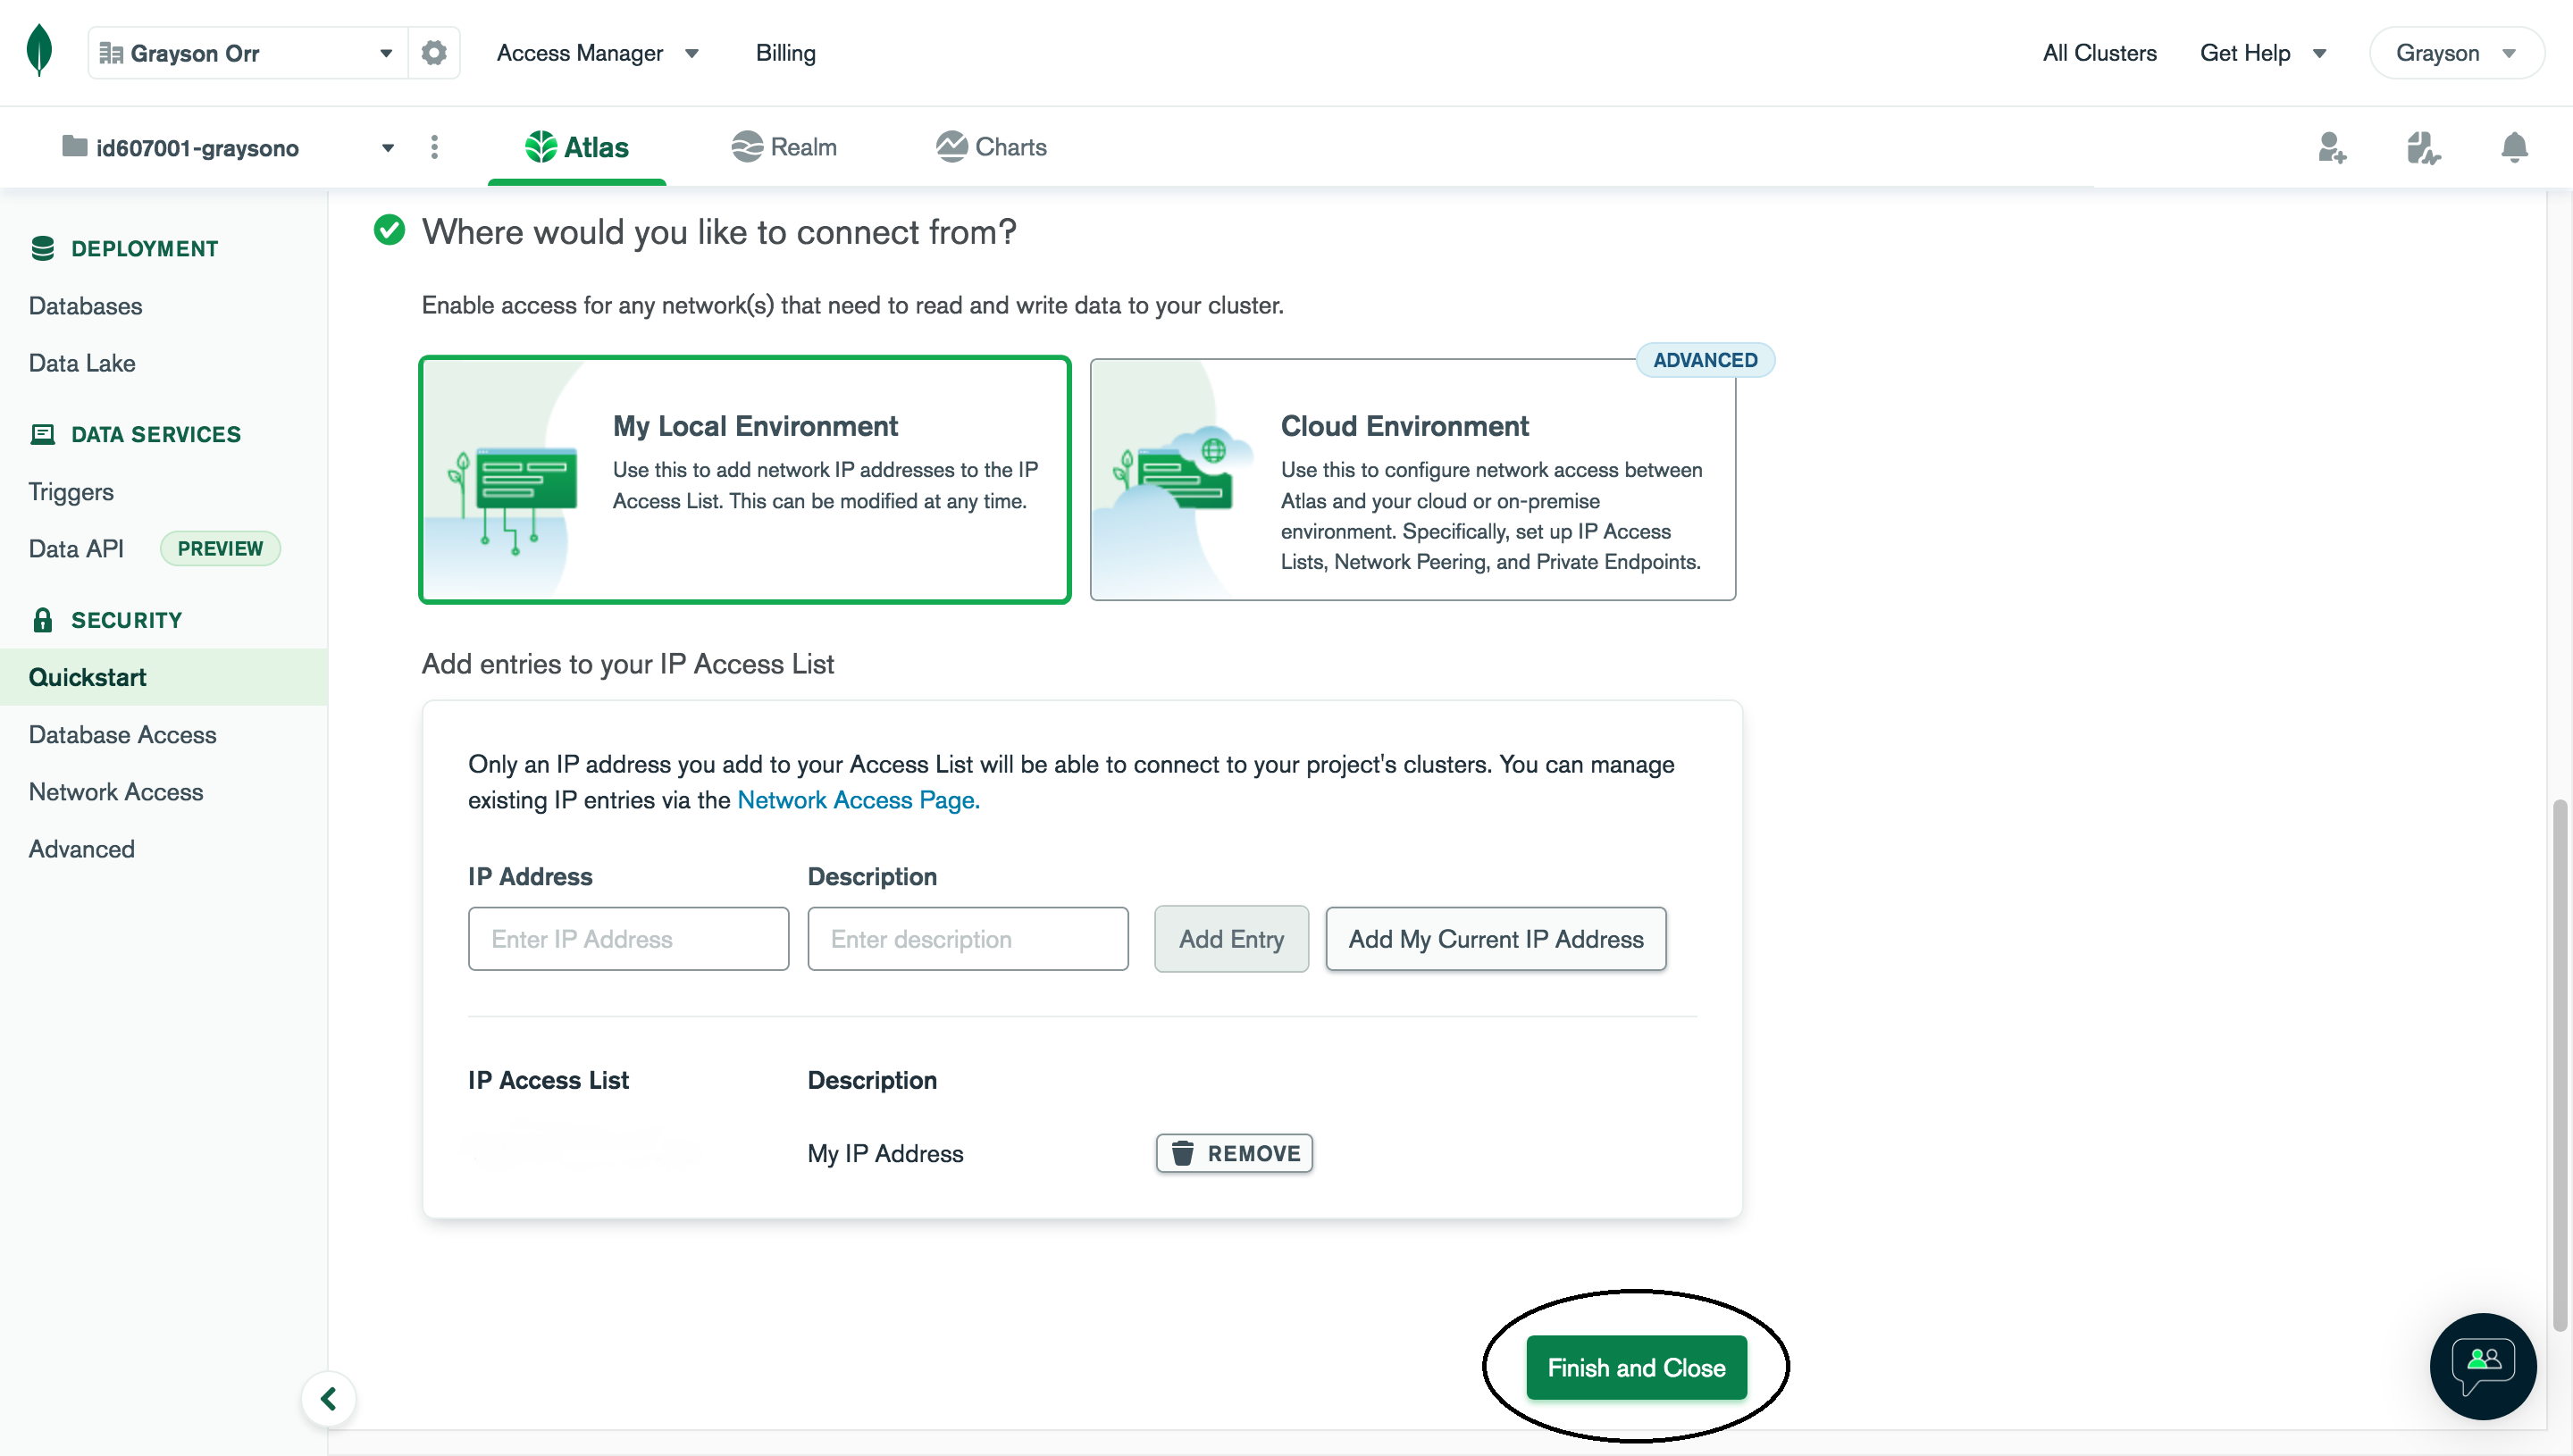 Grayson Orr
Access Manager
Billing
All Clusters
Get Help
Grayson
id607001-graysono
Atlas
Realm
Charts
DEPLOYMENT
Databases
Data Lake
DATA SERVICES
Triggers
Data API
PREVIEW
SECURITY
Quickstart
Database Access
Network Access
Advanced
Where would you like to connect from?
Enable access for any network(s) that need to read and write data to your cluster.
My Local Environment
Use this to add network IP addresses to the IP
Access List. This can be modified at any time.
ADVANCED
Cloud Environment
Use this to configure network access between
Atlas and your cloud or on-premise
environment. Specifically, set up IP Access
Lists, Network Peering, and Private Endpoints.
Add entries to your IP Access List
Only an IP address you add to your Access List will be able to connect to your project's clusters. You can manage
existing IP entries via the Network Access Page.
IP Address
Description
Enter IP Address
Enter description
Add Entry
Add My Current IP Address
IP Access List
Description
My IP Address
REMOVE
Finish and Close